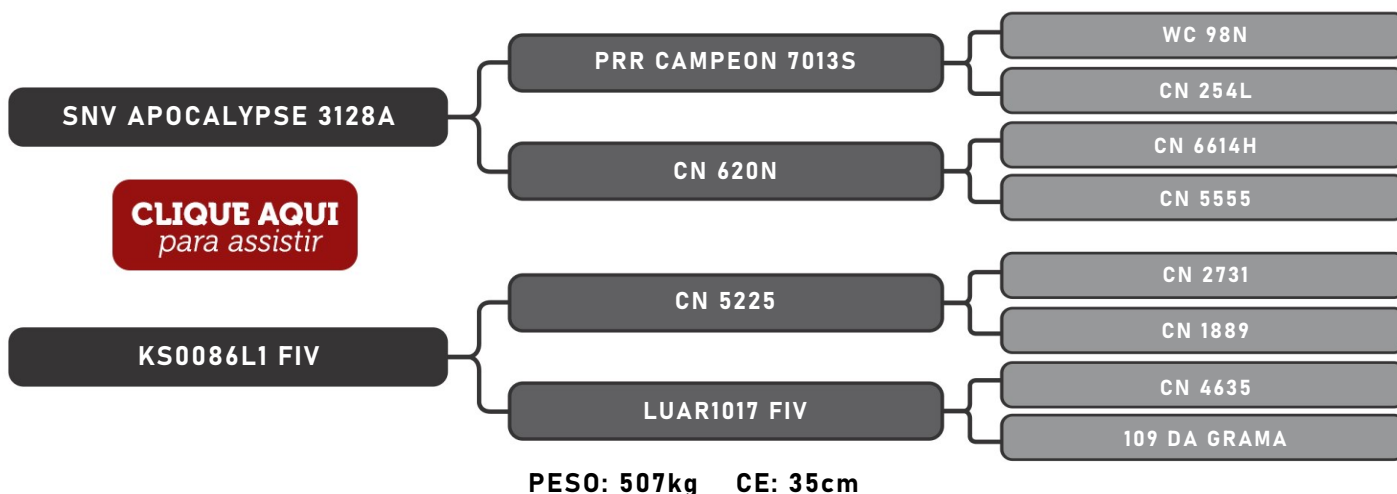 SNV APOCALYPSE 3128A
PRR CAMPEON 7013S
WC 98N
CN 254L
CN 620N
CN 6614H
CN 5555
CLIQUE AQUI
para assistir
KS0086L1 FIV
CN 5225
CN 2731
CN 1889
LUAR1017 FIV
CN 4635
109 DA GRAMA
PESO: 507kg CE: 35cm